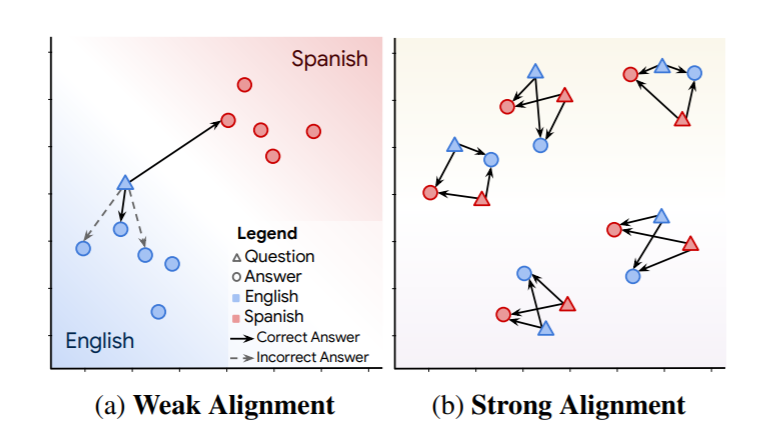 Spanish
Legend
Question
Answer
English
Spanish
Correct Answer
Incorrect Answer
English
(a) Weak Alignment
(b) Strong Alignment